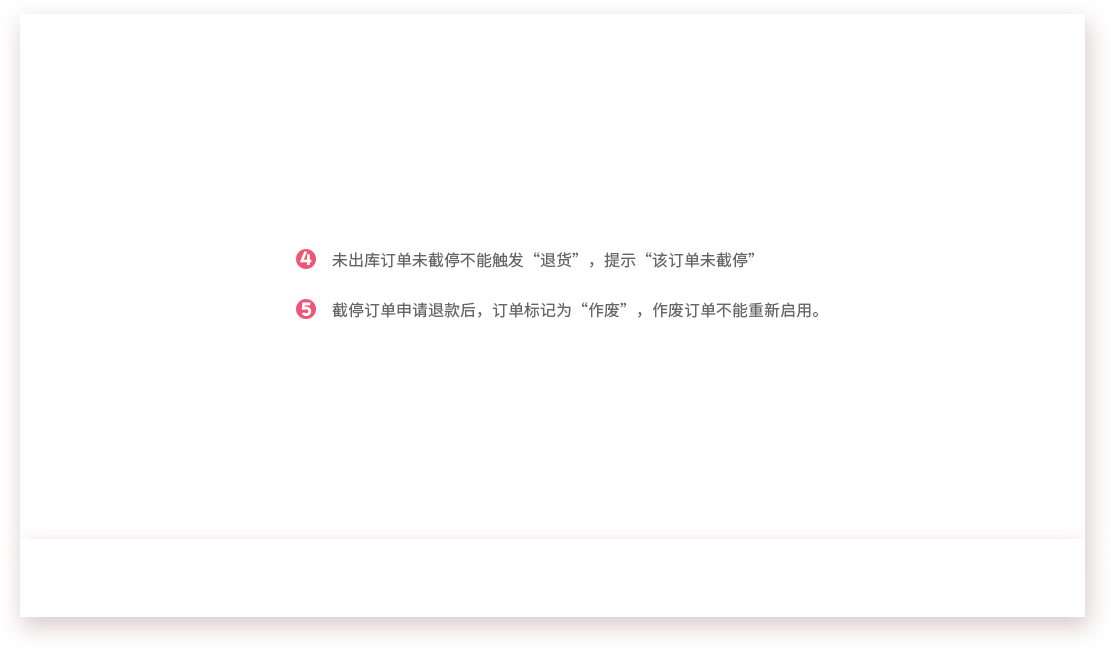 4 未出库订单未截停不能触发“退货”，提示“该订单未截停”
5 截停订单申请退款后，订单标记为“作废”，作废订单不能重新启用。